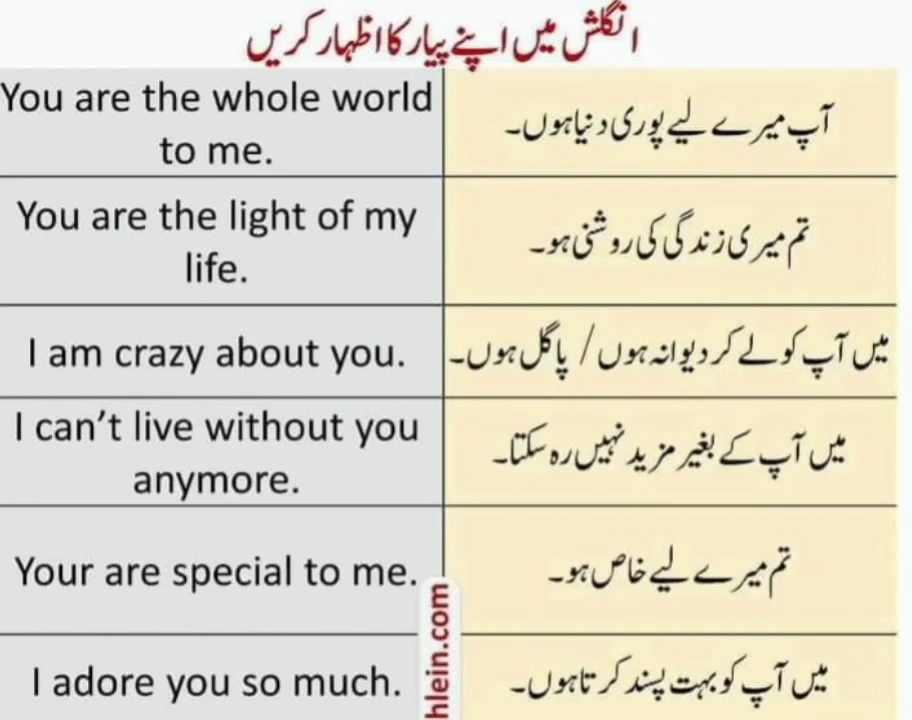 انگلش میں اپنے پیار کا اظہار کریں
You are the whole world
to me.
آپ میرے لیے پوری دنیا ہوں۔
You are the light of my
life.
تم میری زندگی کی روشنی ہو۔
I am crazy about you.
میں آپ کو لے کر دیوانہ ہوں / پاگل ہوں۔
I can’t live without you
anymore.
میں آپ کے بغیر مزید نہیں رہ سکتا۔
Your are special to me.
تم میرے لیے خاص ہو۔
I adore you so much.
میں آپ کو بہت پسند کرتا ہوں۔
hlein.com